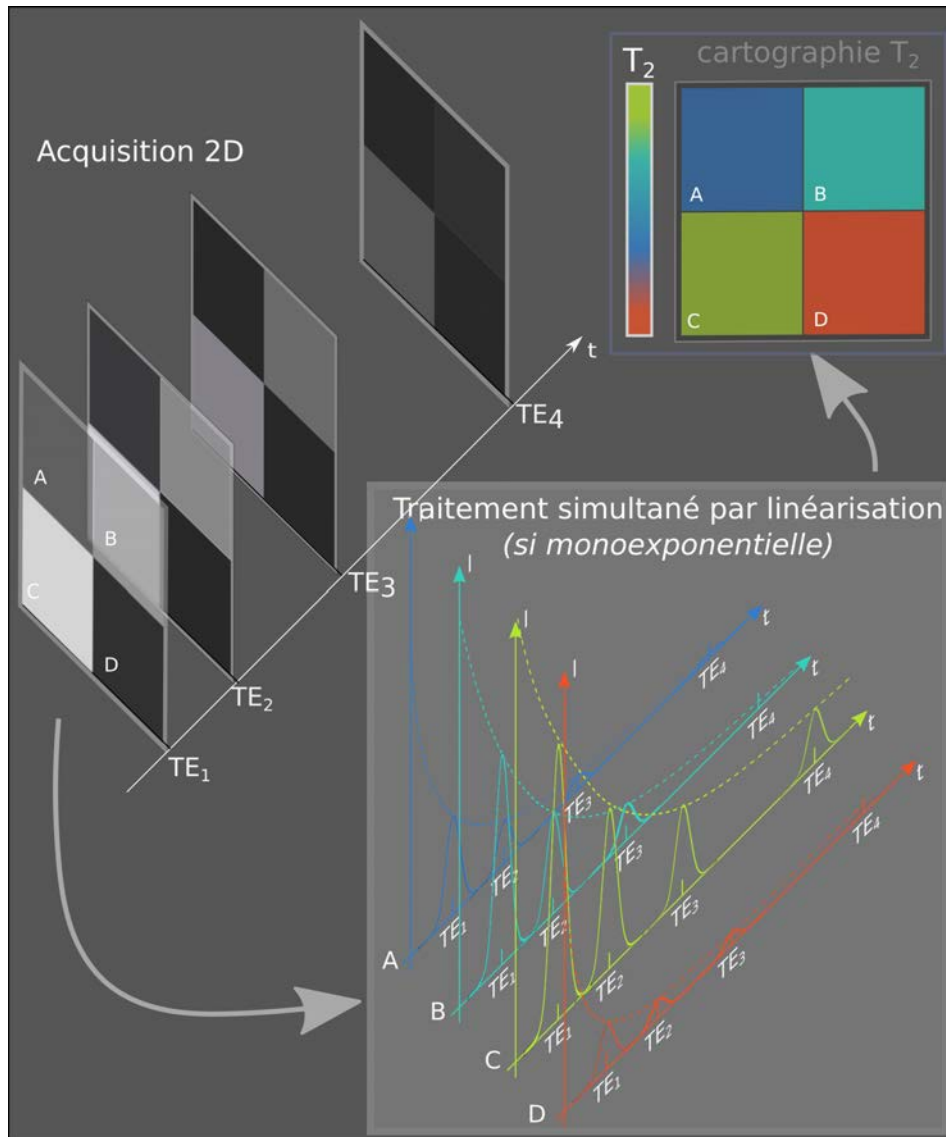 cartographie T₂
T₂
Acquisition 2D
A
B
C
D
t
TE₄
TE₃
TE₂
TE₁
A
B
C
D
Traitement simultané par linéarisation
(si monoexponentielle)
I
I
I
t
TE₄
t
TE₄
TE₃
t
TE₄
TE₃
t
TE₄
TE₂
TE₁
TE₃
TE₂
TE₁
TE₂
TE₁
TE₃
TE₂
TE₁
A
B
C
D